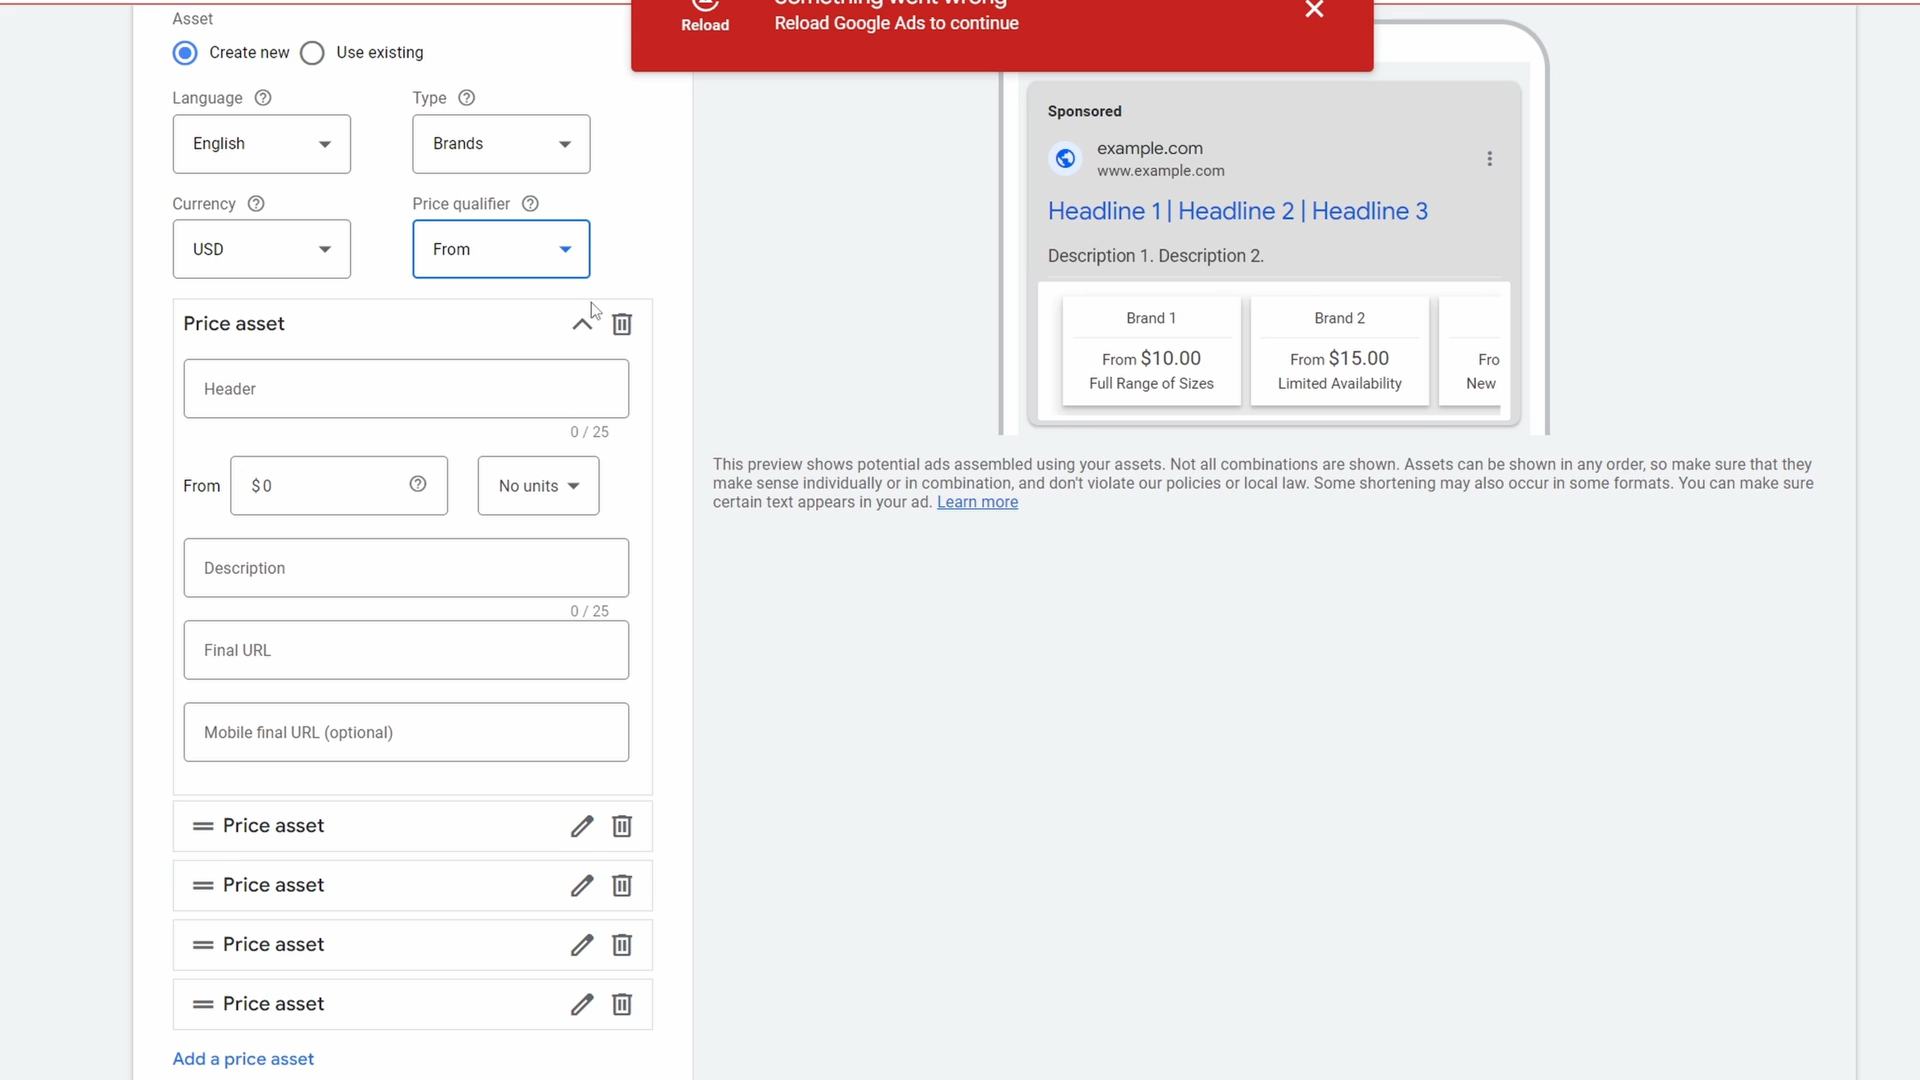 Asset
Something went wrong
Reload
Reload Google Ads to continue
Create new
Use existing
Language
Type
English
Brands
Currency
Price qualifier
USD
From
Price asset
Header
0 / 25
From
$ 0
No units
Description
0 / 25
Final URL
Mobile final URL (optional)
Price asset
Price asset
Price asset
Price asset
Add a price asset
Sponsored
example.com
www.example.com
Headline 1 | Headline 2 | Headline 3
Description 1. Description 2.
Brand 1
From $10.00
Full Range of Sizes
Brand 2
From $15.00
Limited Availability
Fro
New
This preview shows potential ads assembled using your assets. Not all combinations are shown. Assets can be shown in any order, so make sure that they
make sense individually or in combination, and don't violate our policies or local law. Some shortening may also occur in some formats. You can make sure
certain text appears in your ad. Learn more